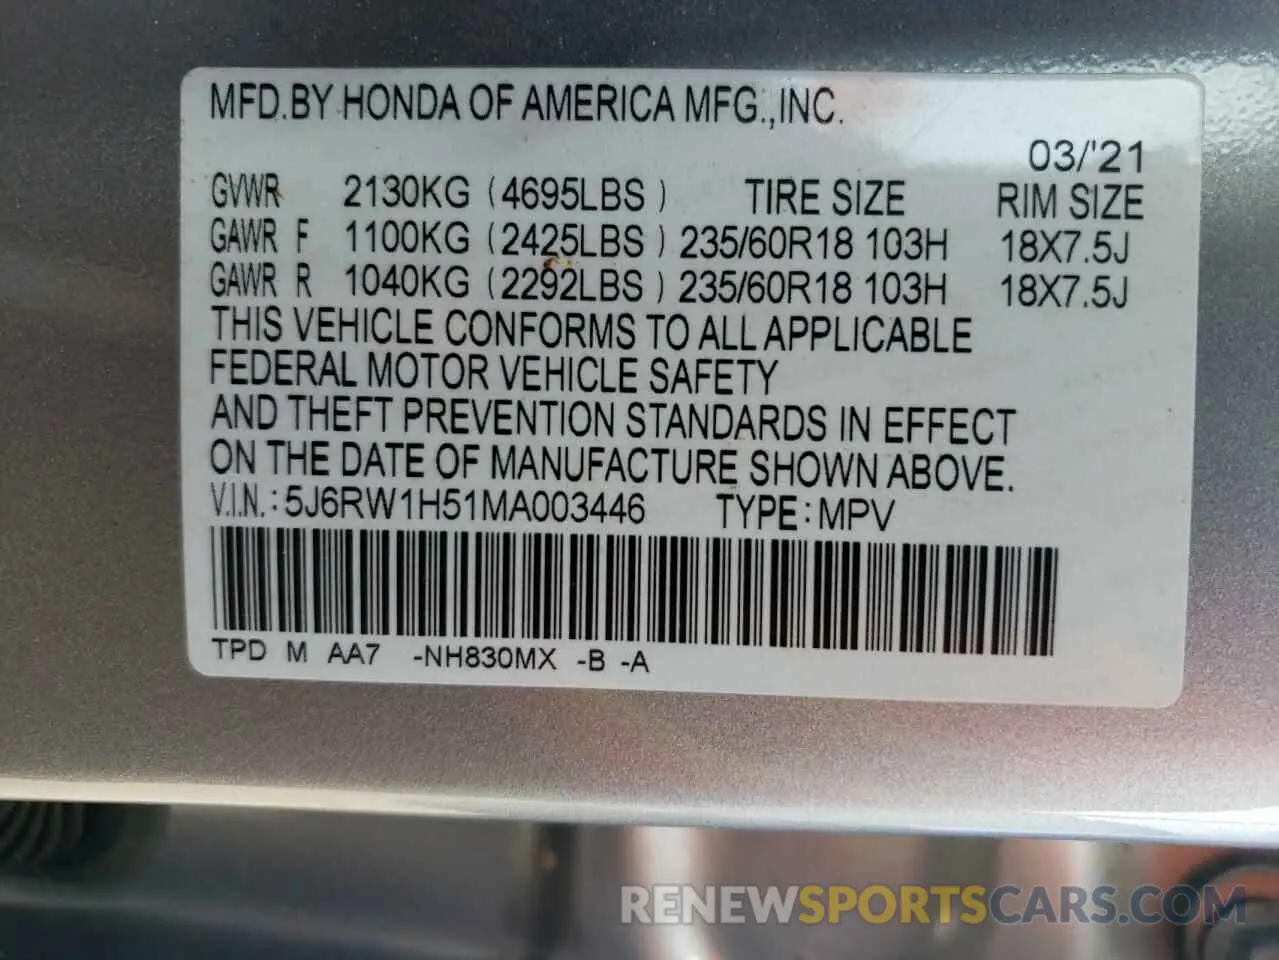 MFD.BY HONDA OF AMERICA MFG.,INC.
03/'21
GVWR 2130KG (4695LBS) TIRE SIZE RIM SIZE
GAWR F 1100KG (2425LBS) 235/60R18 103H 18X7.5J
GAWR R 1040KG (2292LBS) 235/60R18 103H 18X7.5J
THIS VEHICLE CONFORMS TO ALL APPLICABLE
FEDERAL MOTOR VEHICLE SAFETY
AND THEFT PREVENTION STANDARDS IN EFFECT
ON THE DATE OF MANUFACTURE SHOWN ABOVE.
V.I.N.: 5J6RW1H51MA003446 TYPE: MPV
TPD M AA7 -NH830MX -B -A
RENEWSPORTSCARS.COM